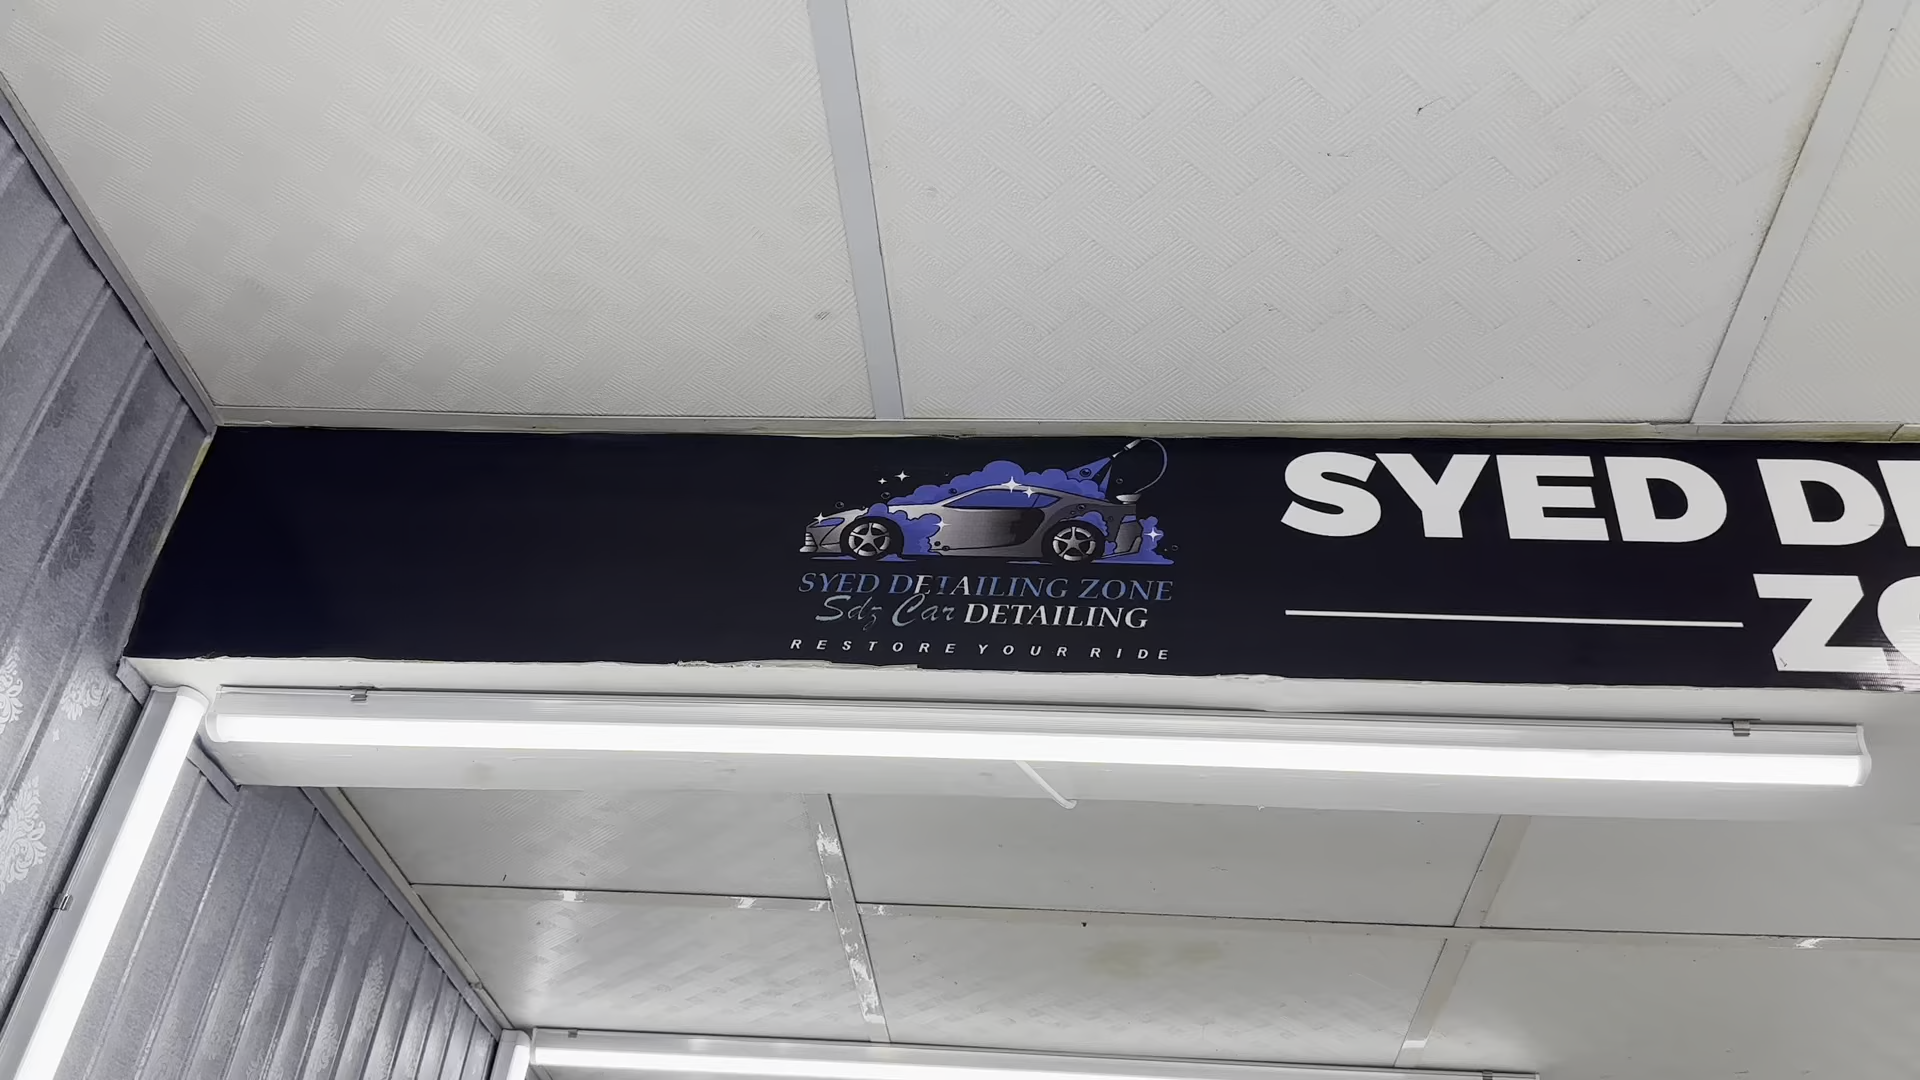 SYED DETAILING ZONE
Sdz Car DETAILING
RESTORE YOUR RIDE
SYED